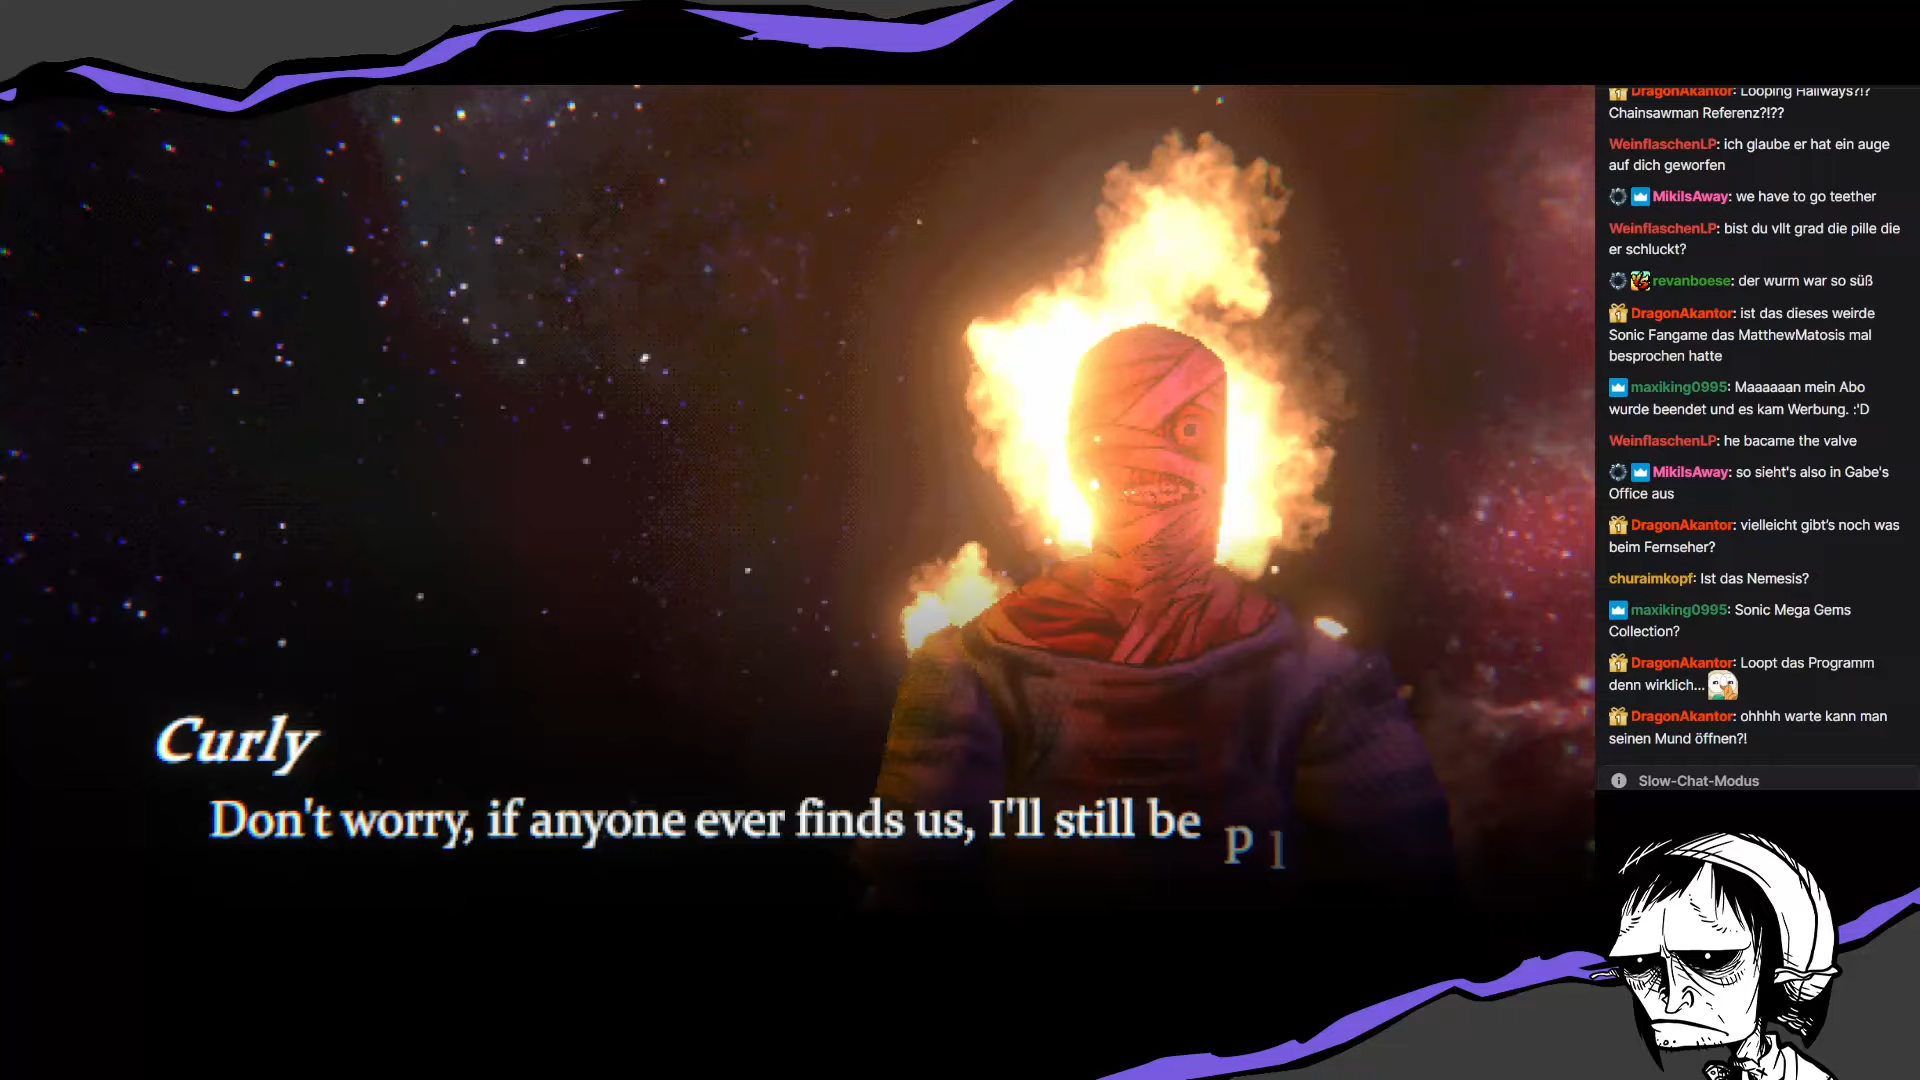 Curly
Don't worry, if anyone ever finds us, I'll still be pl
DragonAkantor: Looping Hallways?!?
Chainsawman Referenz?!??
WeinflaschenLP: ich glaube er hat ein auge
auf dich geworfen
MikiIsAway: we have to go teether
WeinflaschenLP: bist du vllt grad die pille die
er schluckt?
revanboese: der wurm war so süß
DragonAkantor: ist das dieses weirde
Sonic Fangame das MatthewMatosis mal
besprochen hatte
maxiking0995: Maaaaaan mein Abo
wurde beendet und es kam Werbung. :'D
WeinflaschenLP: he bacame the valve
MikiIsAway: so sieht's also in Gabe's
Office aus
DragonAkantor: vielleicht gibt's noch was
beim Fernseher?
churaimkopf: Ist das Nemesis?
maxiking0995: Sonic Mega Gems
Collection?
DragonAkantor: Loopt das Programm
denn wirklich...
DragonAkantor: ohhhh warte kann man
seinen Mund öffnen?!
Slow-Chat-Modus